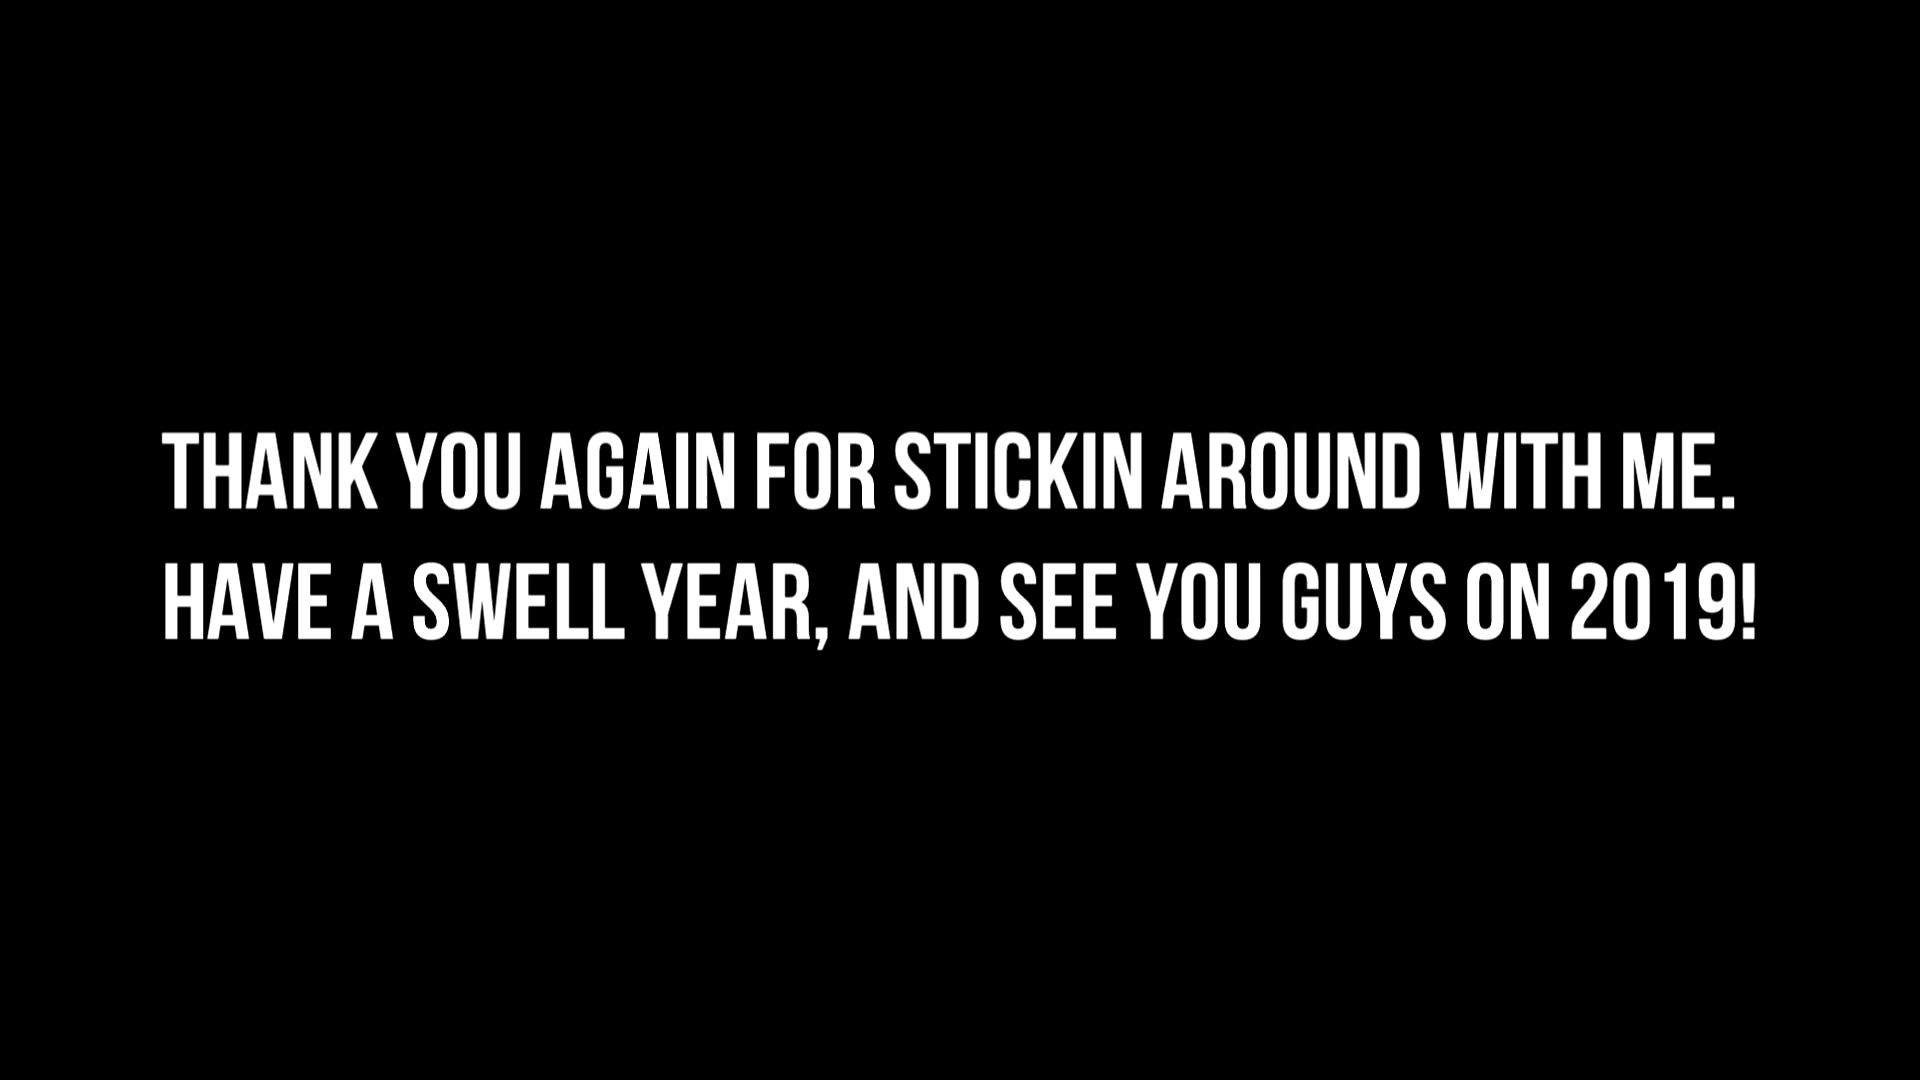 THANK YOU AGAIN FOR STICKIN AROUND WITH ME.
HAVE A SWELL YEAR, AND SEE YOU GUYS ON 2019!